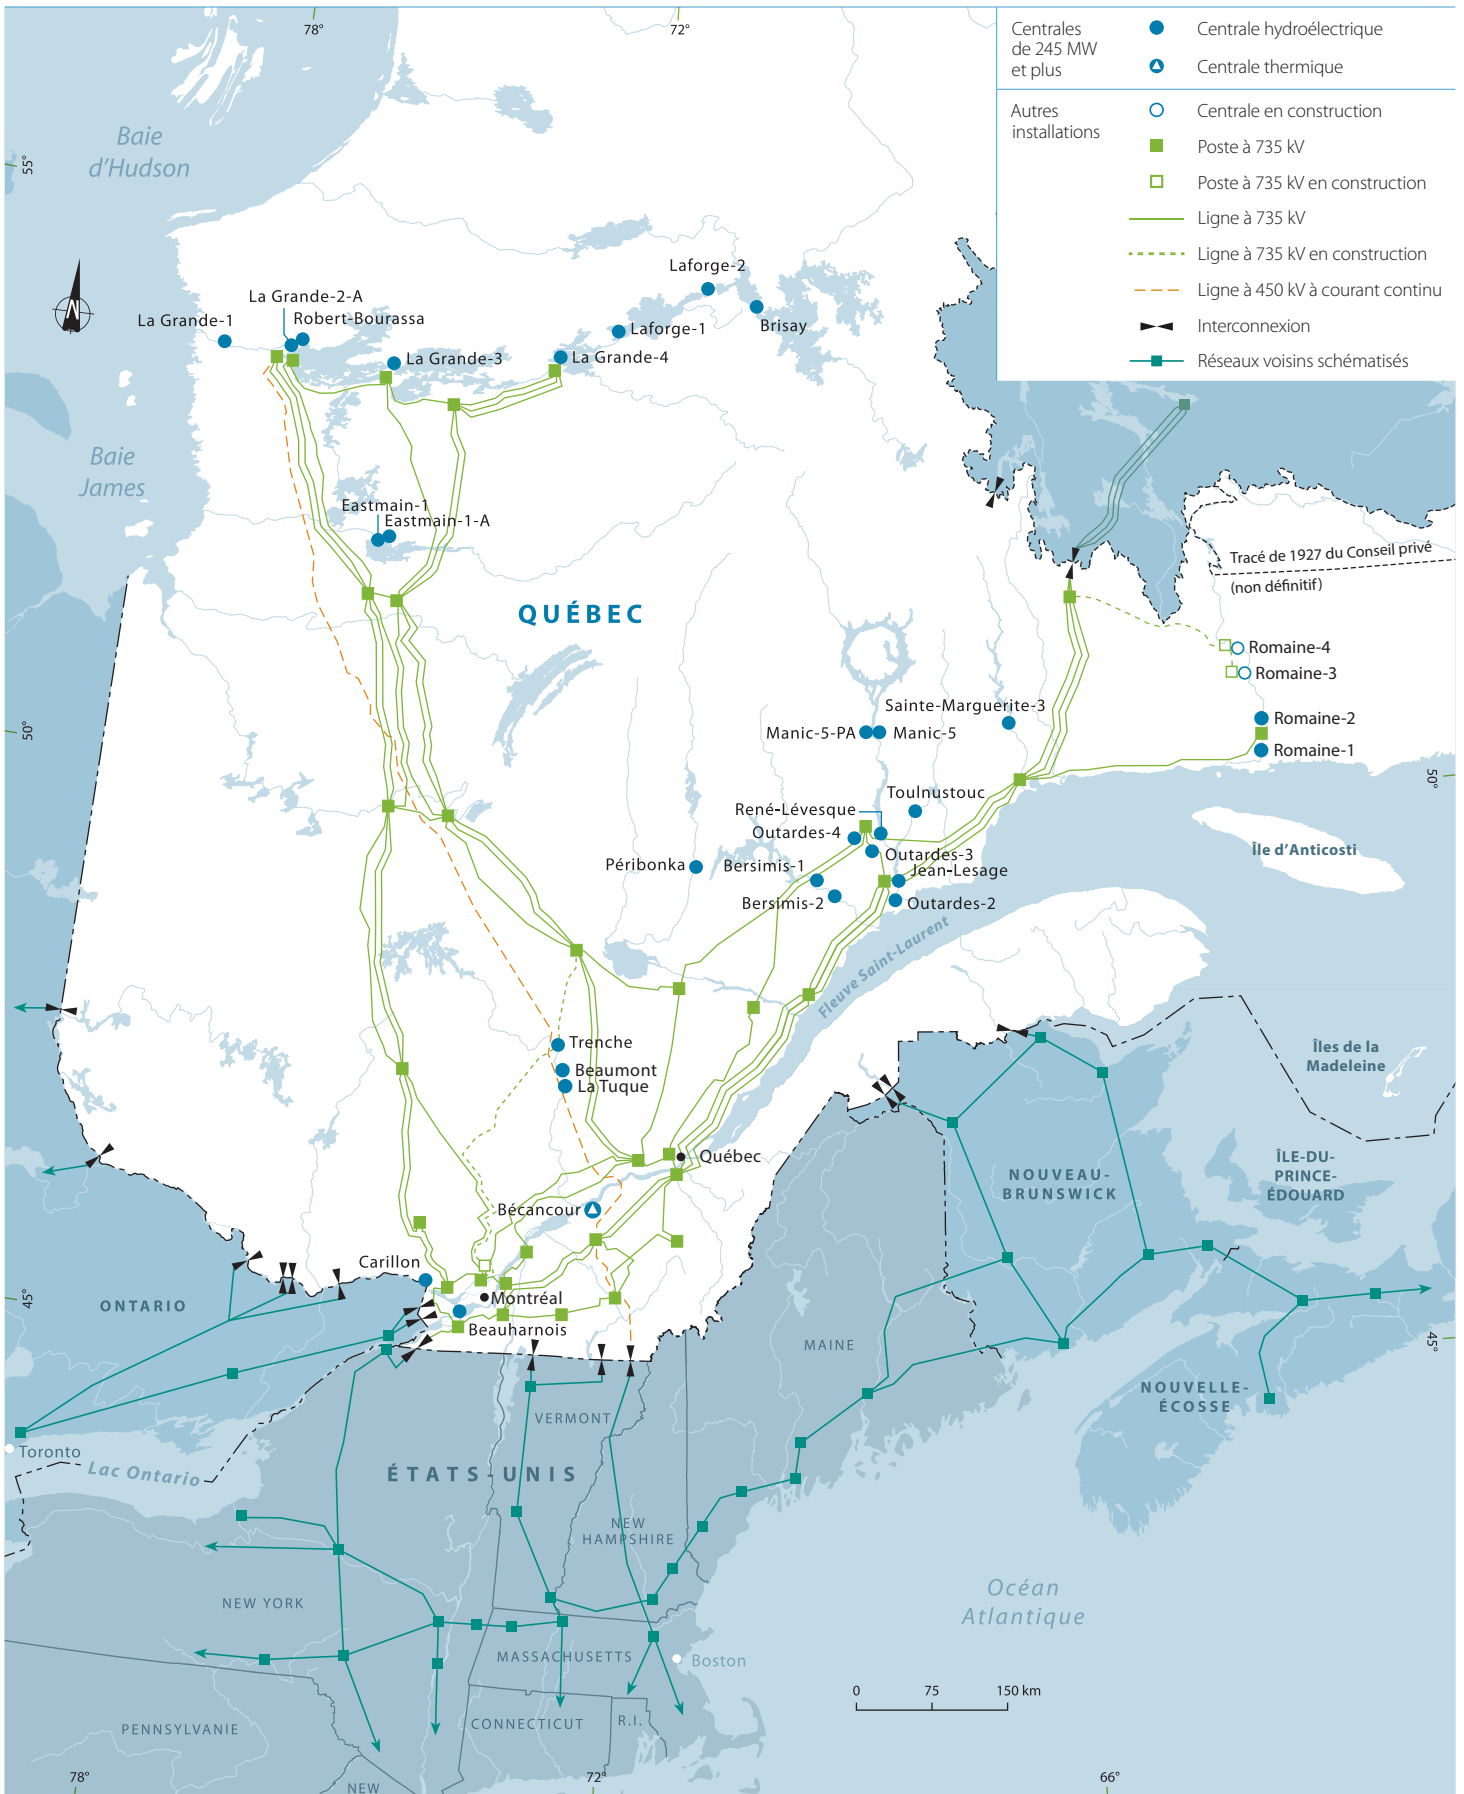 78°
72°
Centrales
de 245 MW
et plus
Centrale hydroélectrique
Centrale thermique
Autres
installations
Centrale en construction
Poste à 735 kV
Poste à 735 kV en construction
Ligne à 735 kV
Ligne à 735 kV en construction
Ligne à 450 kV à courant continu
Interconnexion
Réseaux voisins schématisés
Baie
d'Hudson
55°
N
Laforge-2
La Grande-2-A
Robert-Bourassa
La Grande-1
Laforge-1
Brisay
La Grande-3
La Grande-4
Baie
James
Eastmain-1
Eastmain-1-A
Tracé de 1927 du Conseil privé
(non définitif)
QUÉBEC
Romaine-4
Romaine-3
Sainte-Marguerite-3
Romaine-2
Manic-5-PA
Manic-5
Romaine-1
50°
50°
Toulnustouc
René-Lévesque
Outardes-4
Île d'Anticosti
Outardes-3
Péribonka
Bersimis-1
Jean-Lesage
Bersimis-2
Outardes-2
Fleuve Saint-Laurent
Trenche
Beaumont
La Tuque
Îles de la
Madeleine
Québec
NOUVEAU-
BRUNSWICK
ÎLE-DU-
PRINCE-
ÉDOUARD
Bécancour
Carillon
45°
ONTARIO
Montréal
Beauharnois
MAINE
45°
NOUVELLE-
ÉCOSSE
VERMONT
Toronto
Lac Ontario
ÉTATS-UNIS
NEW
HAMPSHIRE
NEW YORK
Océan
Atlantique
MASSACHUSETTS
Boston
0
75
150 km
PENNSYLVANIE
CONNECTICUT
R.I.
78°
NEW
72°
66°